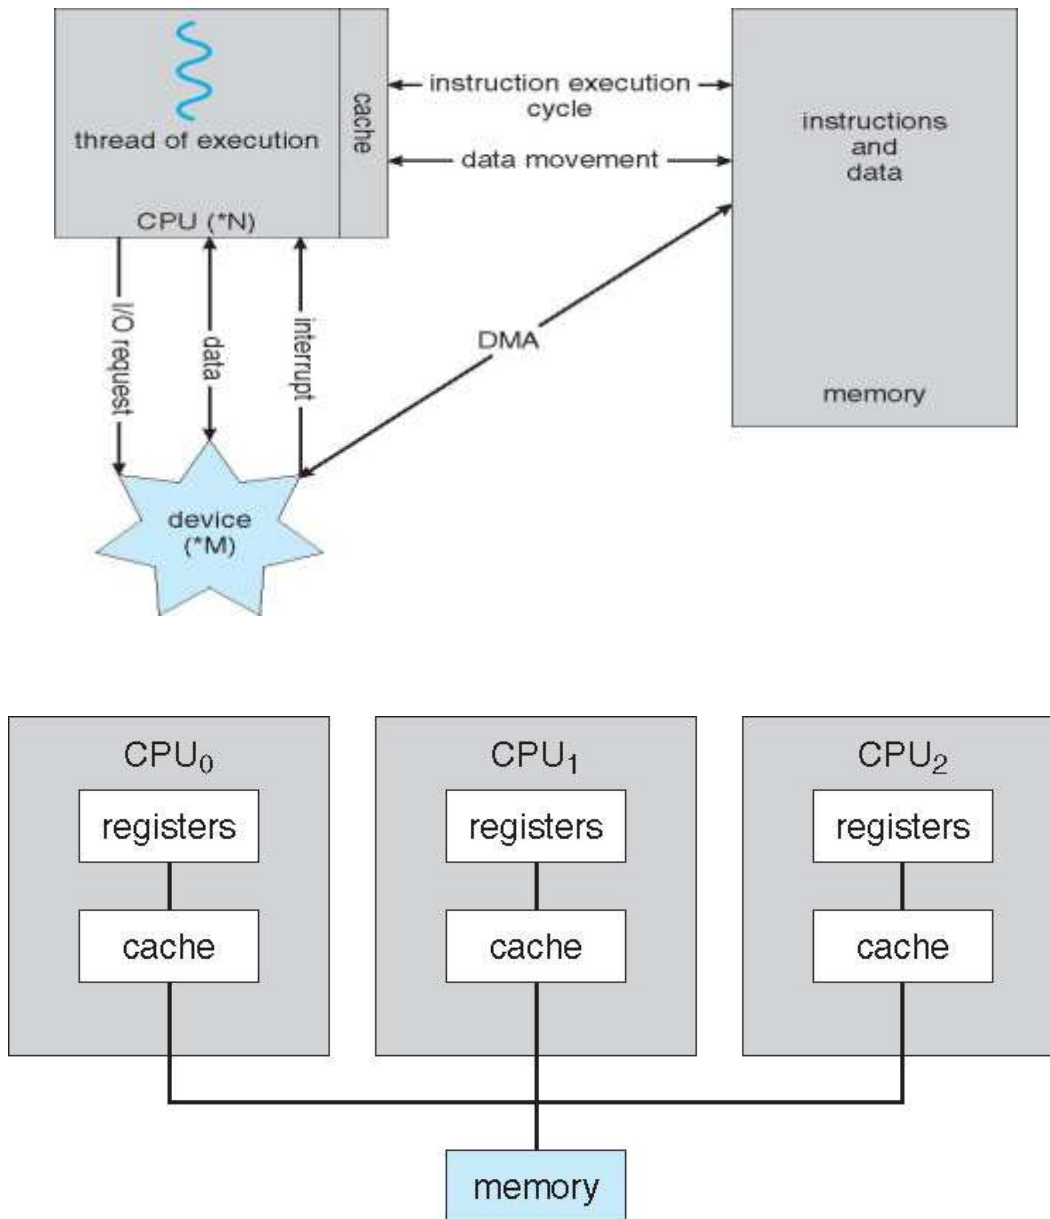 thread of execution
CPU (*N)
cache
instruction execution
cycle
data movement
instructions
and
data
memory
I/O request
data
interrupt
DMA
device
(*M)
CPU₀
registers
cache
CPU₁
registers
cache
CPU₂
registers
cache
memory